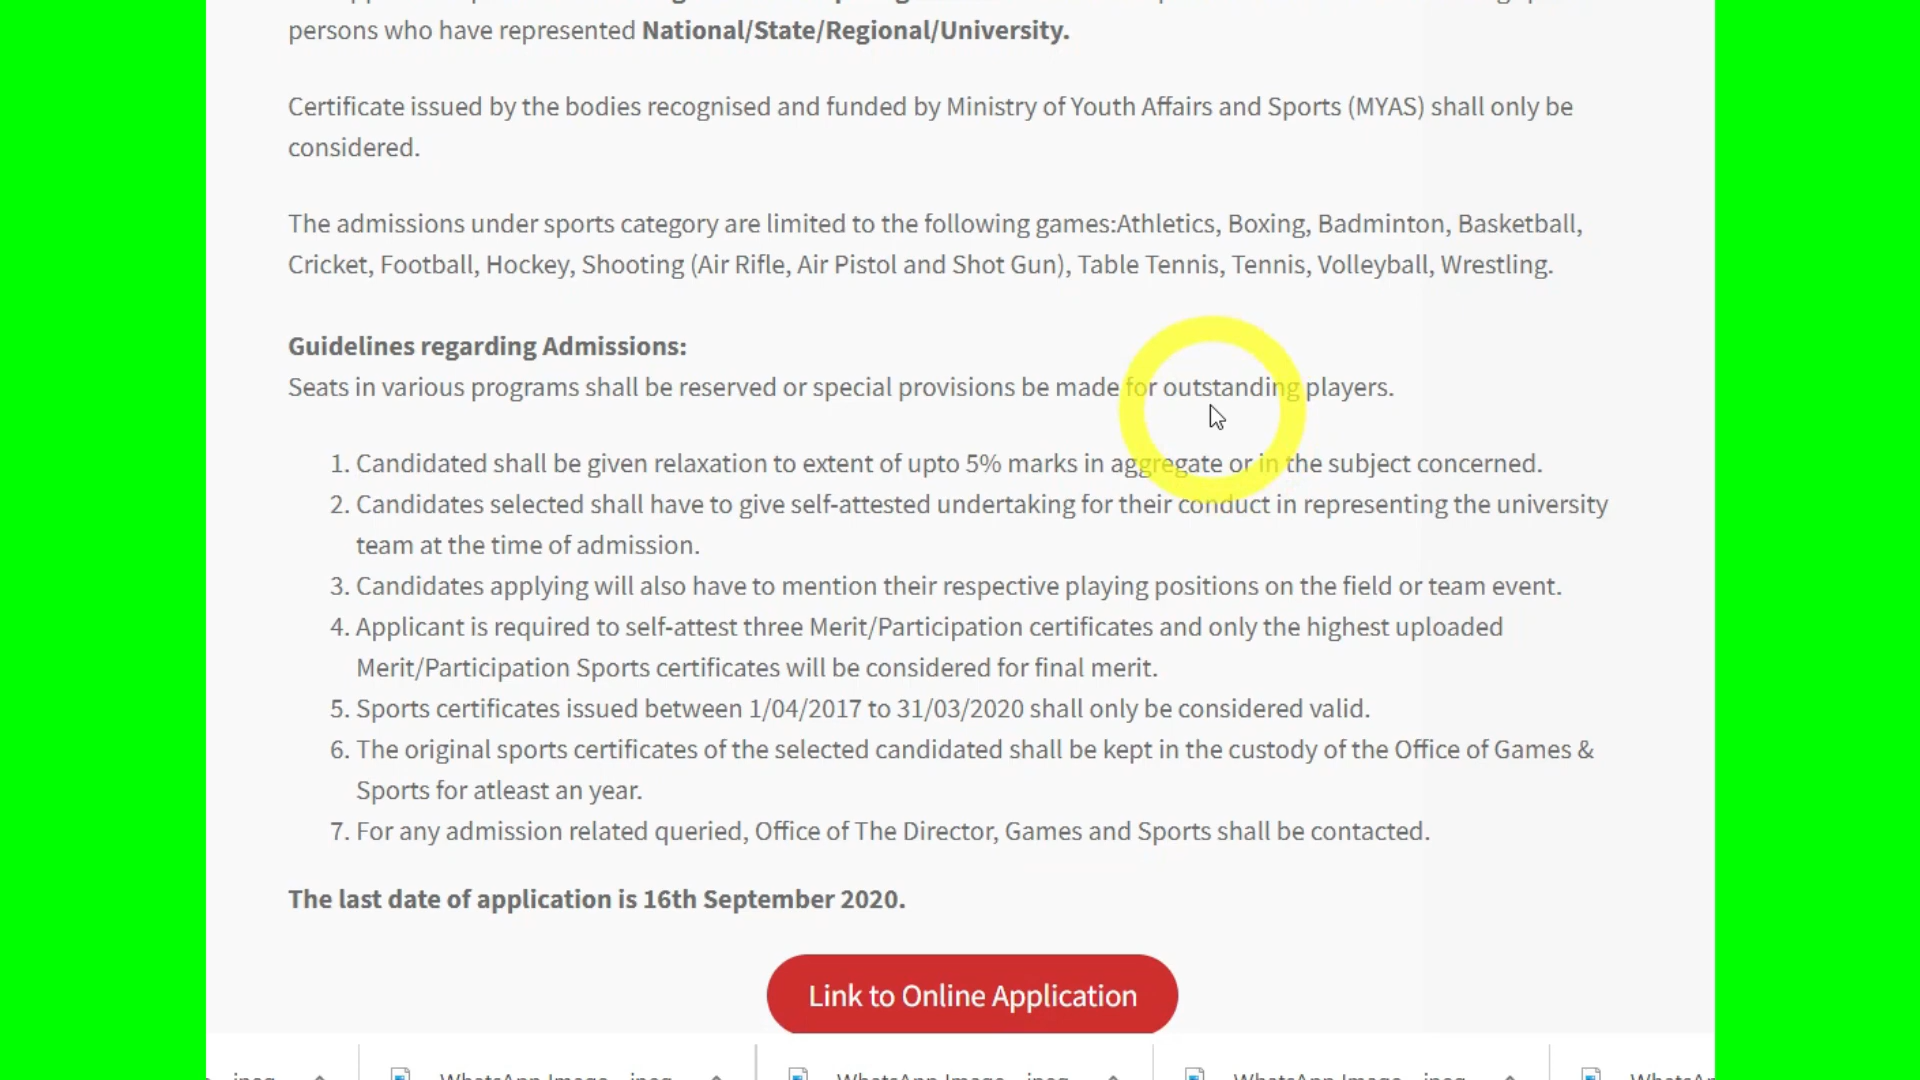 persons who have represented National/State/Regional/University.
Certificate issued by the bodies recognised and funded by Ministry of Youth Affairs and Sports (MYAS) shall only be
considered.
The admissions under sports category are limited to the following games:Athletics, Boxing, Badminton, Basketball,
Cricket, Football, Hockey, Shooting (Air Rifle, Air Pistol and Shot Gun), Table Tennis, Tennis, Volleyball, Wrestling.
Guidelines regarding Admissions:
Seats in various programs shall be reserved or special provisions be made for outstanding players.
1. Candidated shall be given relaxation to extent of upto 5% marks in aggregate or in the subject concerned.
2. Candidates selected shall have to give self-attested undertaking for their conduct in representing the university
team at the time of admission.
3. Candidates applying will also have to mention their respective playing positions on the field or team event.
4. Applicant is required to self-attest three Merit/Participation certificates and only the highest uploaded
Merit/Participation Sports certificates will be considered for final merit.
5. Sports certificates issued between 1/04/2017 to 31/03/2020 shall only be considered valid.
6. The original sports certificates of the selected candidated shall be kept in the custody of the Office of Games &
Sports for atleast an year.
7. For any admission related queried, Office of The Director, Games and Sports shall be contacted.
The last date of application is 16th September 2020.
Link to Online Application
WhatsApp Image WhatsApp Image WhatsApp Image